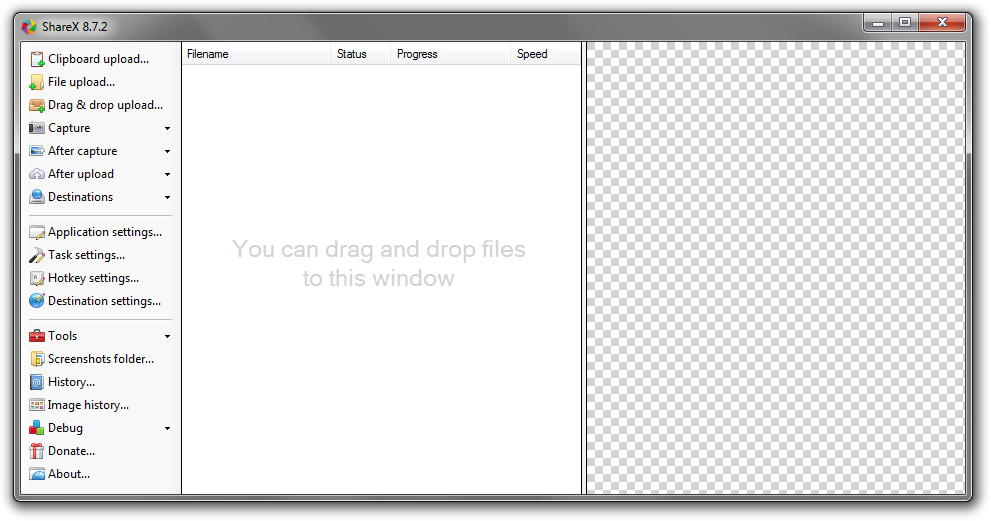 ShareX 8.7.2
Clipboard upload...
File upload...
Drag & drop upload...
Capture
After capture
After upload
Destinations
Application settings...
Task settings...
Hotkey settings...
Destination settings...
Tools
Screenshots folder...
History...
Image history...
Debug
Donate...
About...
Filename Status Progress Speed
You can drag and drop files
to this window